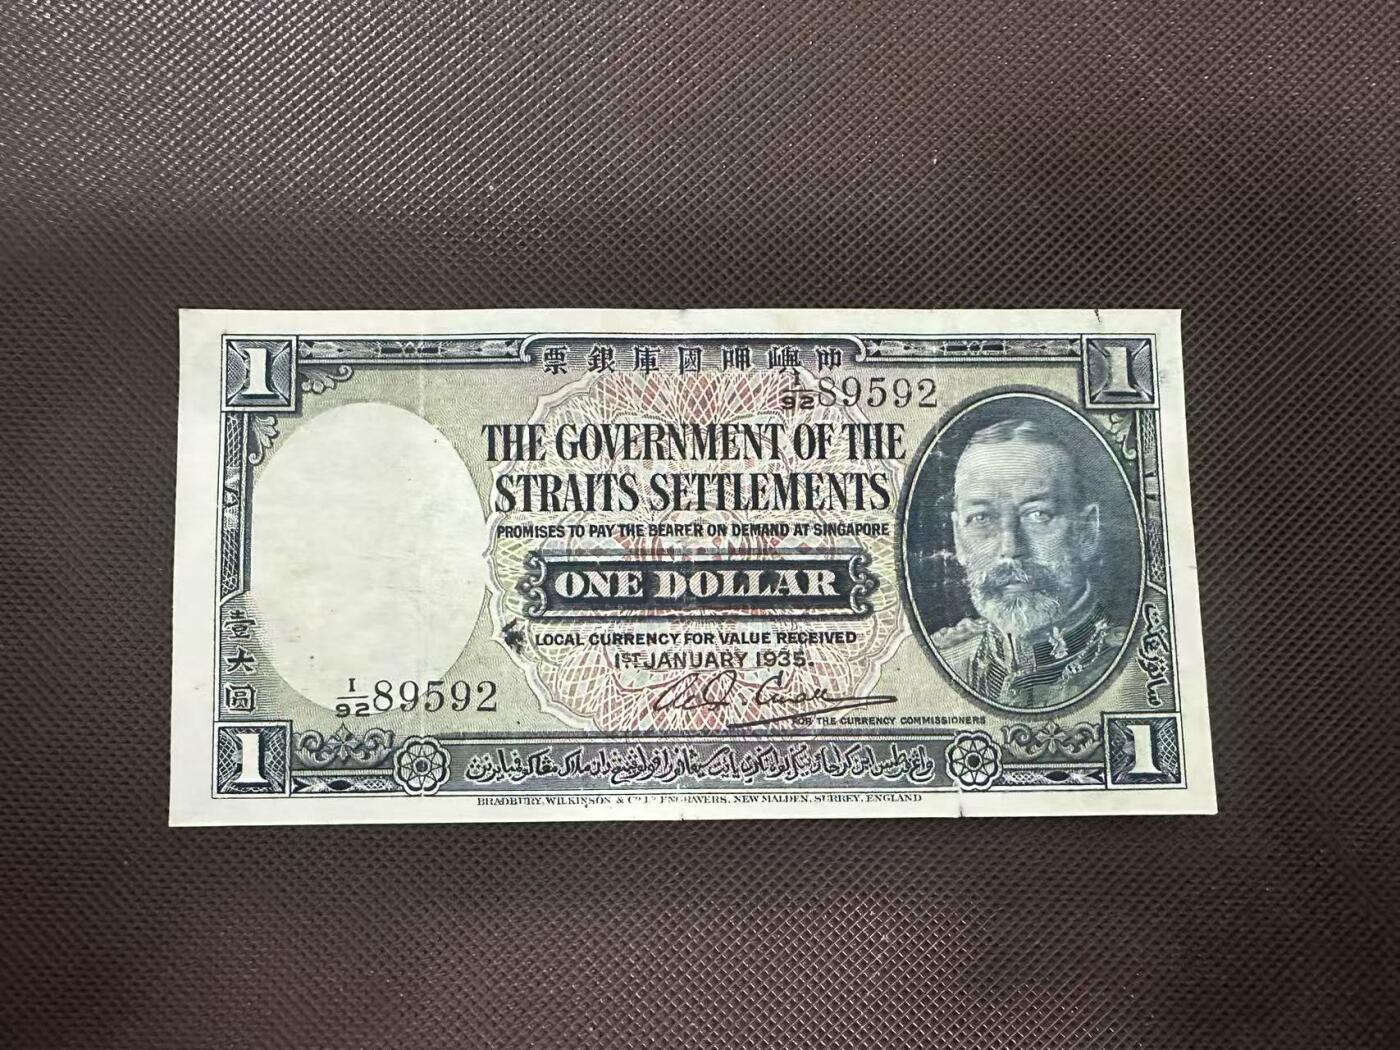 1
票銀庫國呷嶼叻
1
I/92 89592
THE GOVERNMENT OF THE
STRAITS SETTLEMENTS
PROMISES TO PAY THE BEARER ON DEMAND AT SINGAPORE
ONE DOLLAR
LOCAL CURRENCY FOR VALUE RECEIVED
1ST JANUARY 1935.
壹大圓
I/92 89592
FOR THE CURRENCY COMMISSIONERS
1
1
BRADBURY, WILKINSON & Co Ld ENGRAVERS, NEW MALDEN, SURREY, ENGLAND